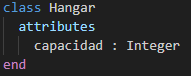 class Hangar
  attributes
    capacidad : Integer
end